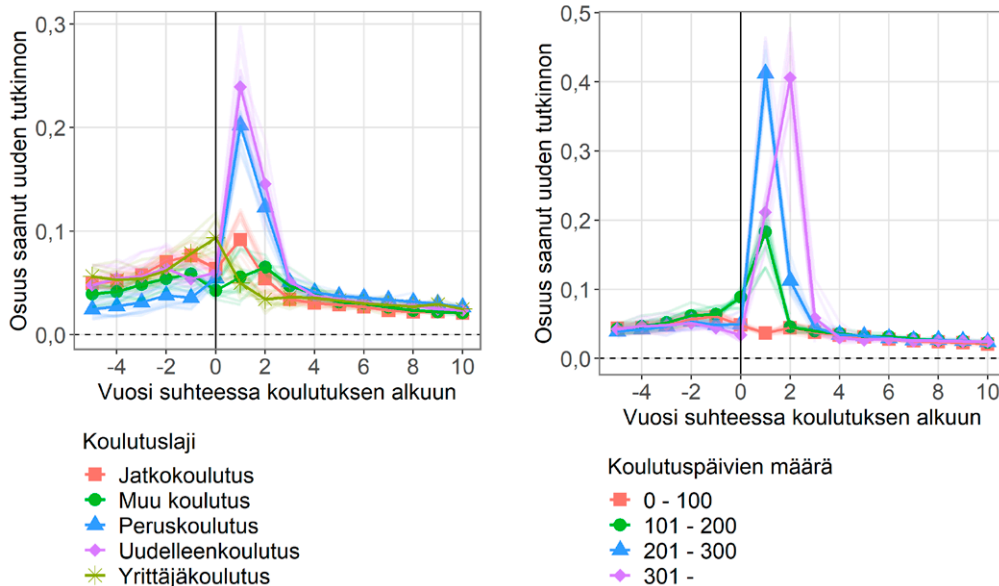 0,3
0,2
0,1
0,0
Osuus saanut uuden tutkinnon
-4 -2 0 2 4 6 8 10
Vuosi suhteessa koulutuksen alkuun
Koulutuslaji
Jatkokoulutus
Muu koulutus
Peruskoulutus
Uudelleenkoulutus
Yrittäjäkoulutus
0,5
0,4
0,3
0,2
0,1
0,0
Osuus saanut uuden tutkinnon
-4 -2 0 2 4 6 8 10
Vuosi suhteessa koulutuksen alkuun
Koulutuspäivien määrä
0 - 100
101 - 200
201 - 300
301 -